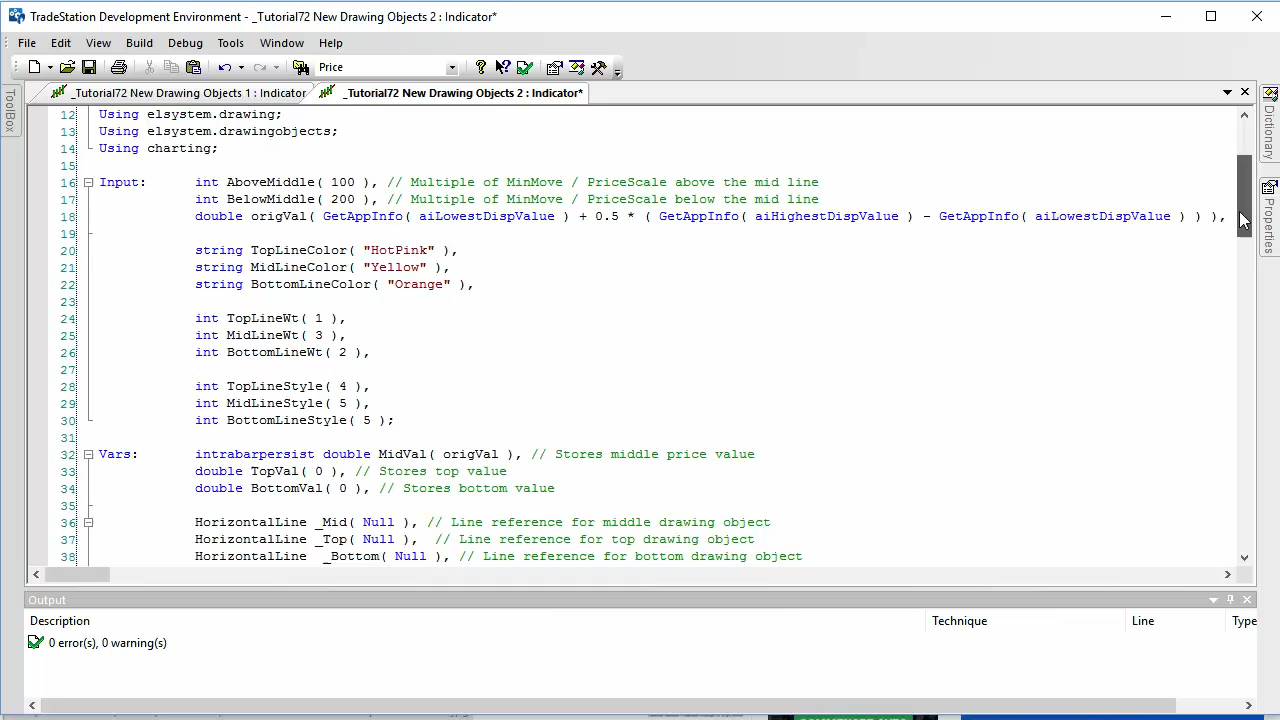 TradeStation Development Environment - _Tutorial72 New Drawing Objects 2 : Indicator*
File Edit View Build Debug Tools Window Help
Price
_Tutorial72 New Drawing Objects 1 : Indicator _Tutorial72 New Drawing Objects 2 : Indicator*
ToolBox
Dictionary
Properties
12 Using elsystem.drawing;
13 Using elsystem.drawingobjects;
14 Using charting;
15
16 Input: int AboveMiddle( 100 ), // Multiple of MinMove / PriceScale above the mid line
17 int BelowMiddle( 200 ), // Multiple of MinMove / PriceScale below the mid line
18 double origVal( GetAppInfo( aiLowestDispValue ) + 0.5 * ( GetAppInfo( aiHighestDispValue ) - GetAppInfo( aiLowestDispValue ) ) ),
19
20 string TopLineColor( "HotPink" ),
21 string MidLineColor( "Yellow" ),
22 string BottomLineColor( "Orange" ),
23
24 int TopLineWt( 1 ),
25 int MidLineWt( 3 ),
26 int BottomLineWt( 2 ),
27
28 int TopLineStyle( 4 ),
29 int MidLineStyle( 5 ),
30 int BottomLineStyle( 5 );
31
32 Vars: intrabarpersist double MidVal( origVal ), // Stores middle price value
33 double TopVal( 0 ), // Stores top value
34 double BottomVal( 0 ), // Stores bottom value
35
36 HorizontalLine _Mid( Null ), // Line reference for middle drawing object
37 HorizontalLine _Top( Null ), // Line reference for top drawing object
38 HorizontalLine _Bottom( Null ), // Line reference for bottom drawing object
Output
Description Technique Line Type
0 error(s), 0 warning(s)